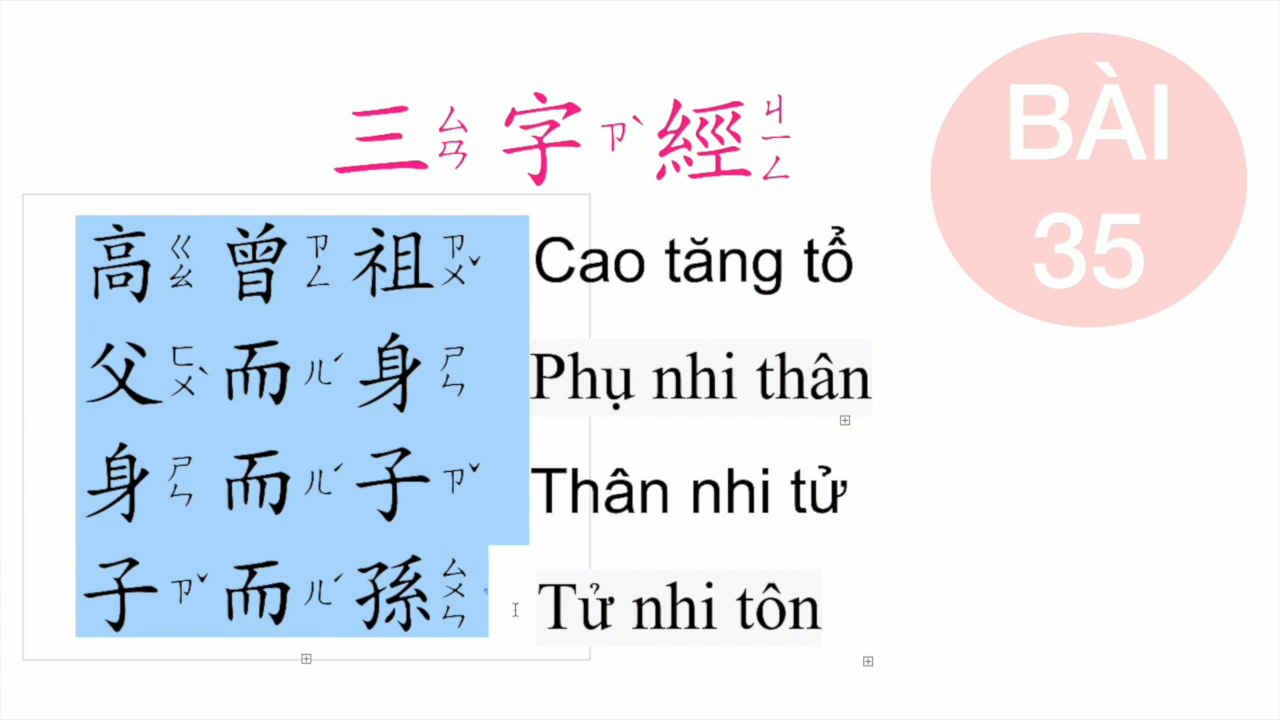 三ㄙㄢ字ㄗˋ經ㄐㄧㄥ
BÀI
35
高ㄍㄠ曾ㄗㄥ祖ㄗㄨˇ Cao tăng tổ
父ㄈㄨˋ而ㄦˊ身ㄕㄣ Phụ nhi thân
身ㄕㄣ而ㄦˊ子ㄗˇ Thân nhi tử
子ㄗˇ而ㄦˊ孫ㄙㄨㄣ Tử nhi tôn